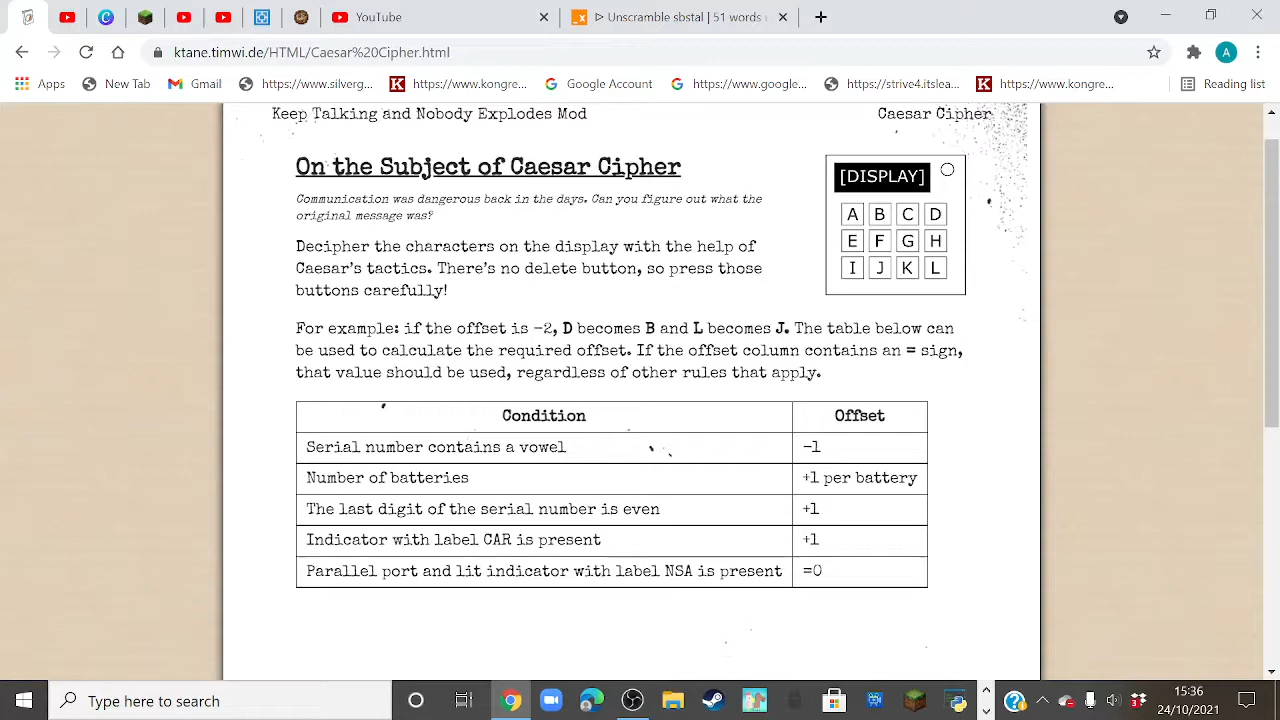 YouTube
Unscramble sbstal | 51 words
ktane.timwi.de/HTML/Caesar%20Cipher.html
Apps New Tab Gmail https://www.silverg... https://www.kongre... Google Account https://www.google... https://strive4.itslea... https://www.kongre... Reading list
Keep Talking and Nobody Explodes Mod Caesar Cipher
On the Subject of Caesar Cipher
Communication was dangerous back in the days. Can you figure out what the
original message was?
Decipher the characters on the display with the help of
Caesar's tactics. There's no delete button, so press those
buttons carefully!
[DISPLAY]
A B C D
E F G H
I J K L
For example: if the offset is -2, D becomes B and L becomes J. The table below can
be used to calculate the required offset. If the offset column contains an = sign,
that value should be used, regardless of other rules that apply.
Condition Offset
Serial number contains a vowel -1
Number of batteries +1 per battery
The last digit of the serial number is even +1
Indicator with label CAR is present +1
Parallel port and lit indicator with label NSA is present =0
Type here to search
15:36
24/10/2021